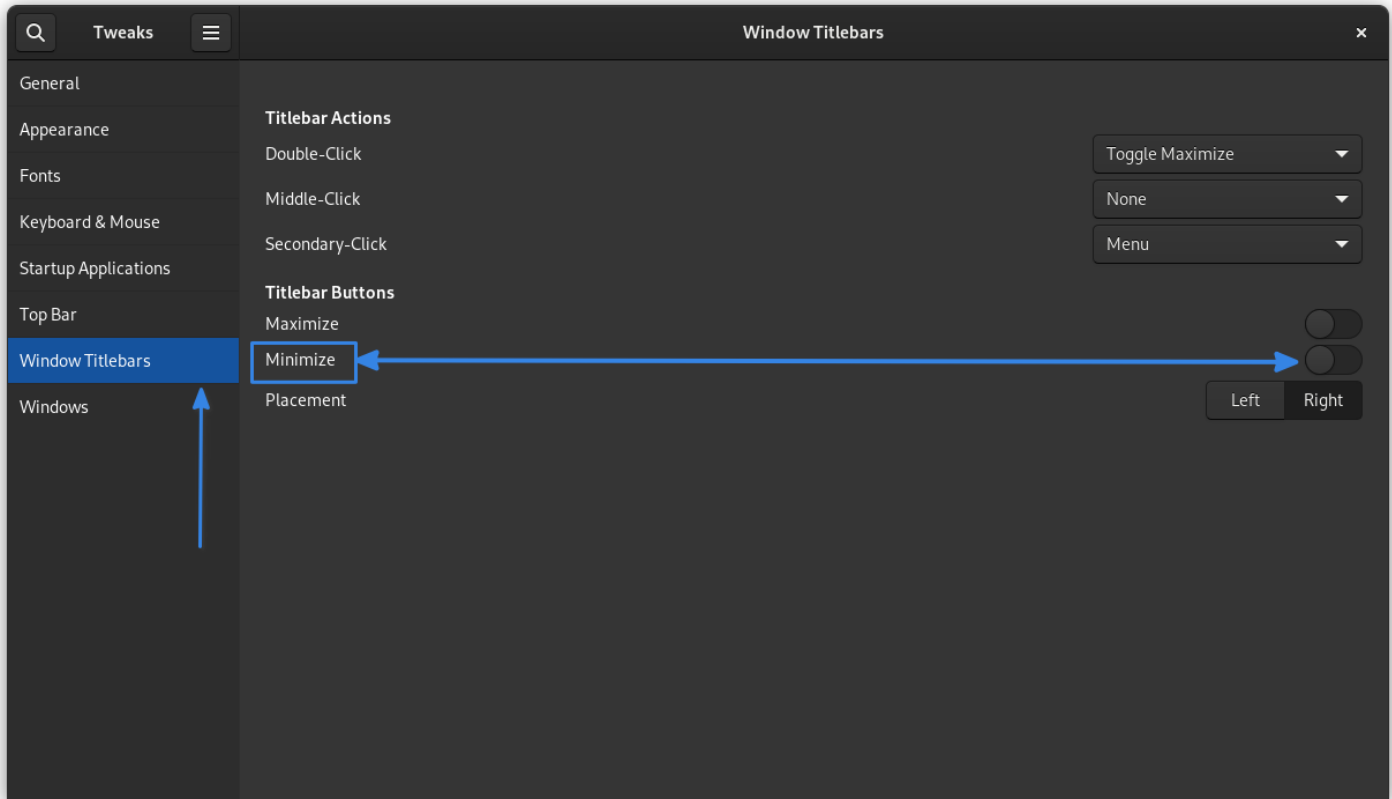 Tweaks
Window Titlebars
General
Appearance
Fonts
Keyboard & Mouse
Startup Applications
Top Bar
Window Titlebars
Windows
Titlebar Actions
Double-Click Toggle Maximize
Middle-Click None
Secondary-Click Menu
Titlebar Buttons
Maximize
Minimize
Placement Left Right